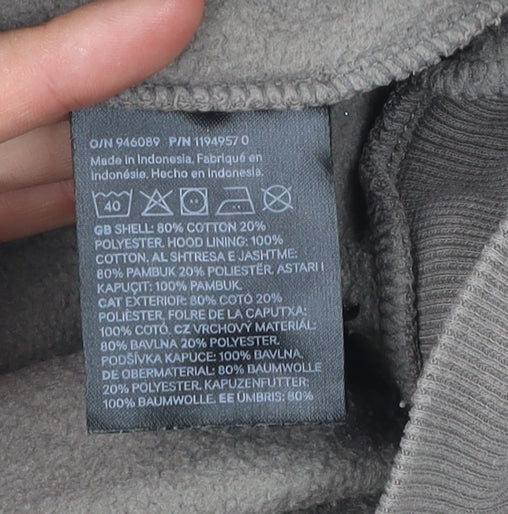 O/N 946089 P/N 1194957 0
Made in Indonesia. Fabriqué en
Indonésie. Hecho en Indonesia.
40
GB SHELL: 80% COTTON 20%
POLYESTER. HOOD LINING: 100%
COTTON. AL SHTRESA E JASHTME:
80% PAMBUK 20% POLIESTËR. ASTARI I
KAPUÇIT: 100% PAMBUK.
CAT EXTERIOR: 80% COTÓ 20%
POLIÈSTER. FOLRE DE LA CAPUTXA:
100% COTÓ. CZ VRCHOVÝ MATERIÁL:
80% BAVLNA 20% POLYESTER.
PODŠÍVKA KAPUCE: 100% BAVLNA.
DE OBERMATERIAL: 80% BAUMWOLLE
20% POLYESTER. KAPUZENFUTTER:
100% BAUMWOLLE. EE ÜMBRIS: 80%